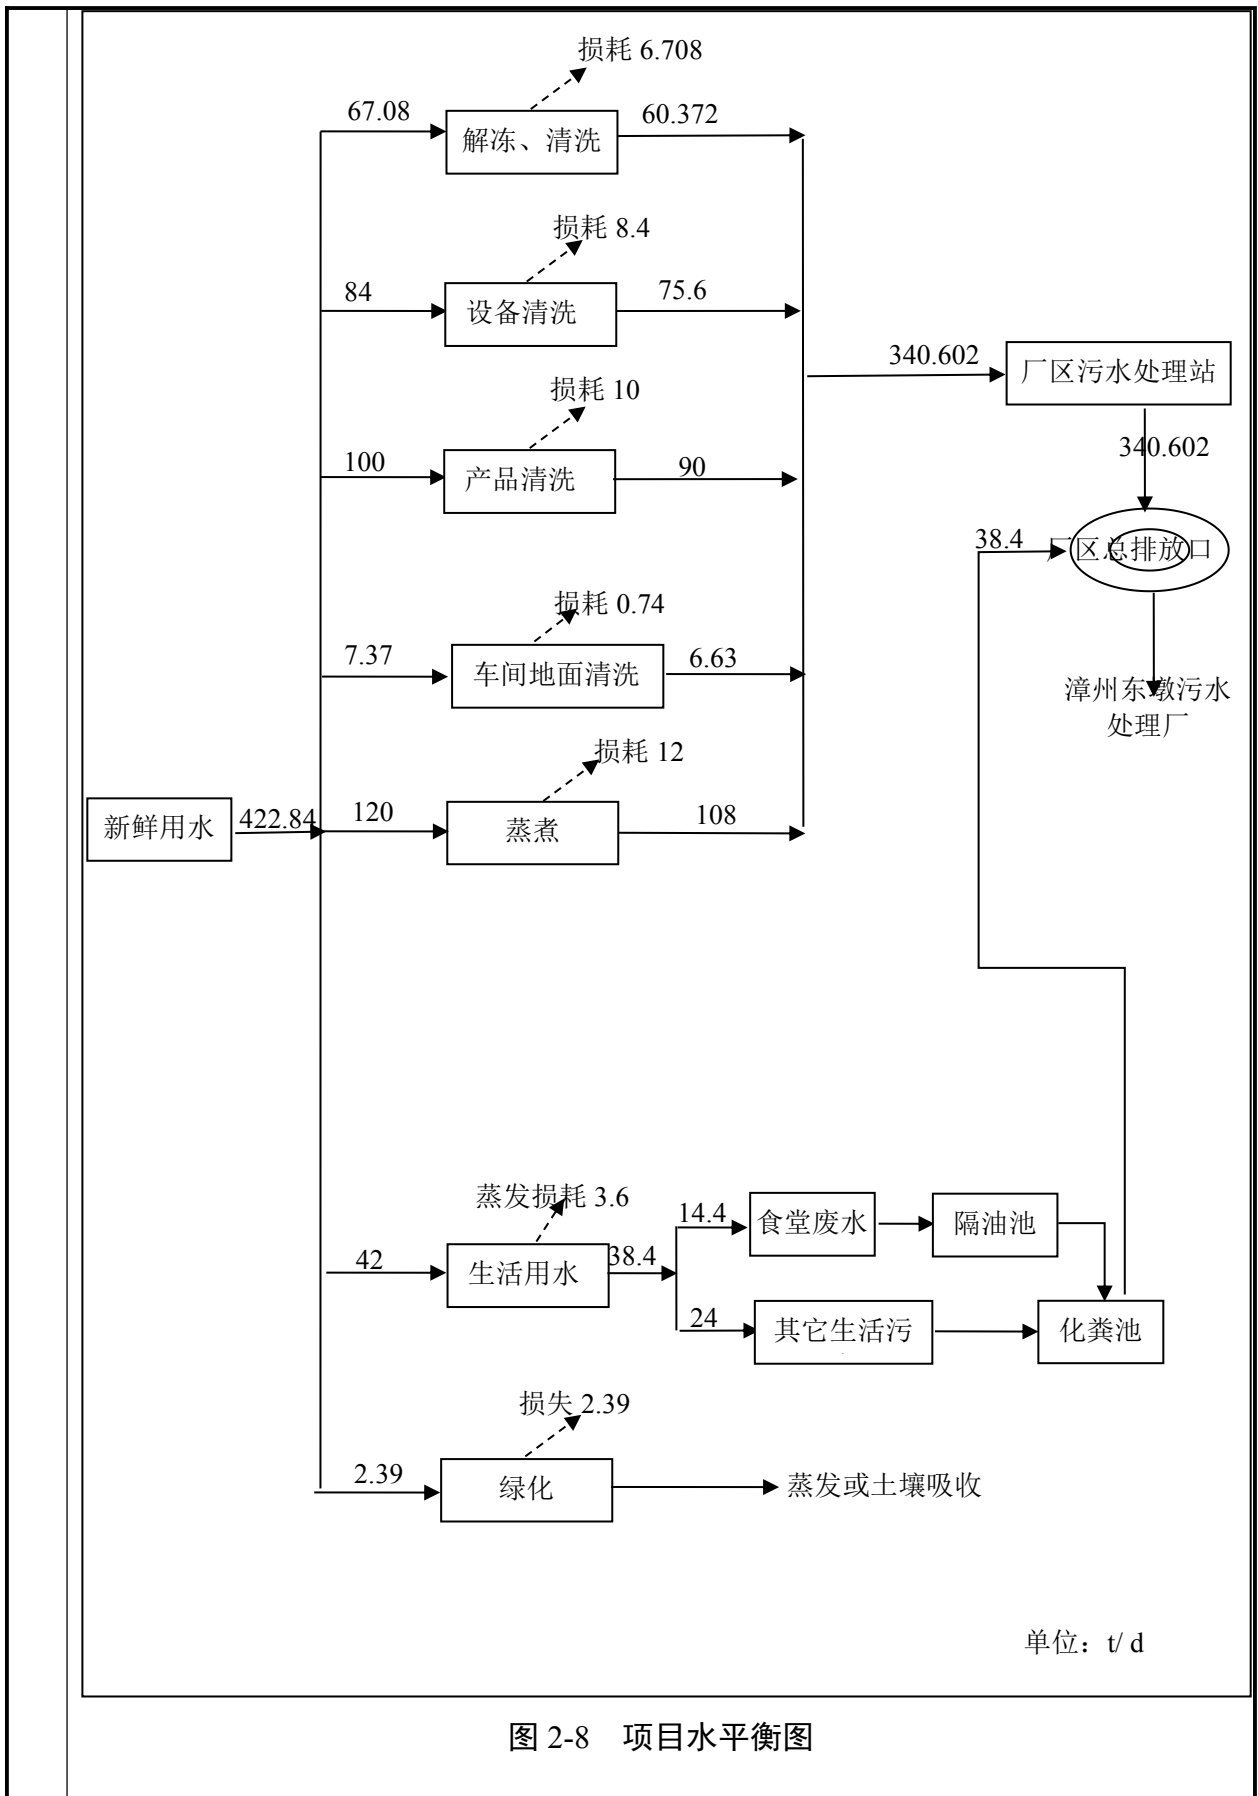 损耗 6.708
67.08
解冻、清洗
60.372
损耗 8.4
84
设备清洗
75.6
340.602
厂区污水处理站
损耗 10
100
产品清洗
90
340.602
38.4
厂区总排放口
损耗 0.74
7.37
车间地面清洗
6.63
漳州东墩污水
处理厂
损耗 12
新鲜用水
422.84
120
蒸煮
108
蒸发损耗 3.6
42
生活用水
38.4
14.4
食堂废水
隔油池
24
其它生活污
化粪池
损失 2.39
2.39
绿化
蒸发或土壤吸收
单位：t/ d
图 2-8 项目水平衡图